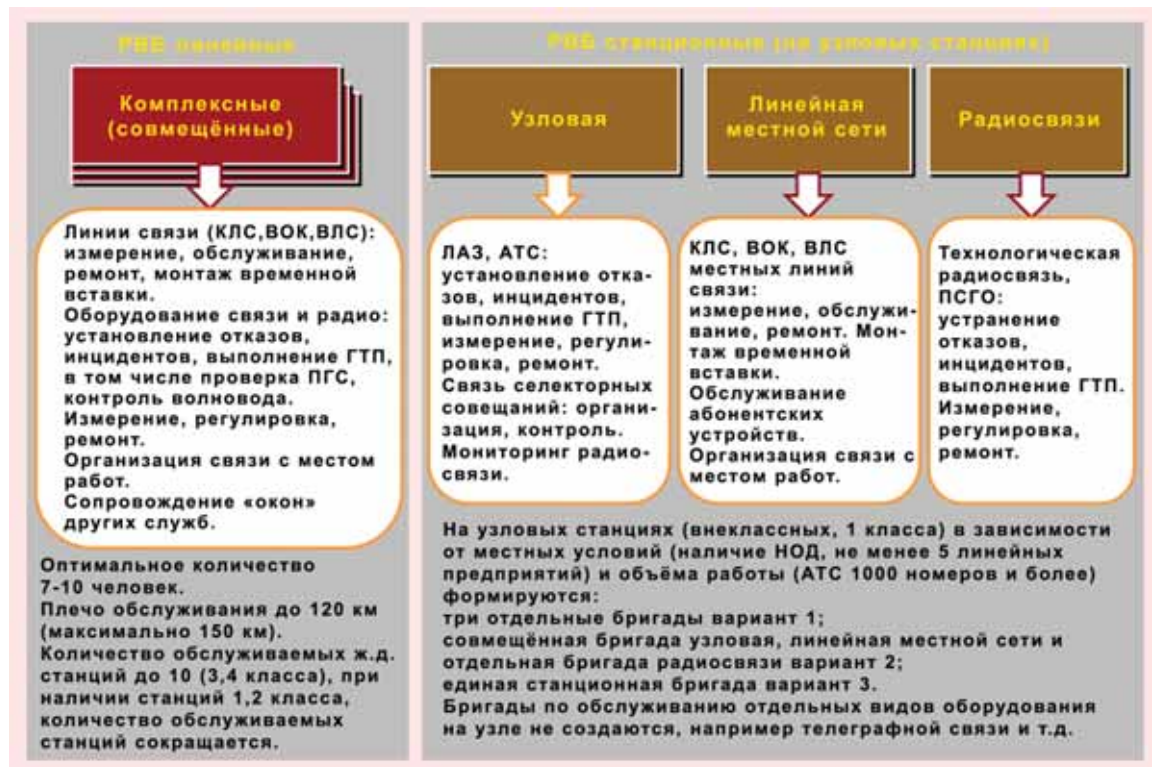 РВБ линейные
Комплексные
(совмещённые)
Линии связи (КЛС,ВОК,ВЛС):
измерение, обслуживание,
ремонт, монтаж временной
вставки.
Оборудование связи и радио:
установление отказов,
инцидентов, выполнение ГТП,
в том числе проверка ПГС,
контроль волновода.
Измерение, регулировка,
ремонт.
Организация связи с местом
работ.
Сопровождение «окон»
других служб.
Оптимальное количество
7-10 человек.
Плечо обслуживания до 120 км
(максимально 150 км).
Количество обслуживаемых ж.д.
станций до 10 (3,4 класса), при
наличии станций 1,2 класса,
количество обслуживаемых
станций сокращается.
РВБ станционные (на узловых станциях)
Узловая
ЛАЗ, АТС:
установление отка-
зов, инцидентов,
выполнение ГТП,
измерение, регули-
ровка, ремонт.
Связь селекторных
совещаний: органи-
зация, контроль.
Мониторинг радио-
связи.
Линейная
местной сети
КЛС, ВОК, ВЛС
местных линий
связи:
измерение, обслужи-
вание, ремонт. Мон-
таж временной
вставки.
Обслуживание
абонентских
устройств.
Организация связи с
местом работ.
Радиосвязи
Технологическая
радиосвязь,
ПСГО:
устранение
отказов,
инцидентов,
выполнение ГТП.
Измерение,
регулировка,
ремонт.
На узловых станциях (внеклассных, 1 класса) в зависимости
от местных условий (наличие НОД, не менее 5 линейных
предприятий) и объёма работы (АТС 1000 номеров и более)
формируются:
три отдельные бригады вариант 1;
совмещённая бригада узловая, линейная местной сети и
отдельная бригада радиосвязи вариант 2;
единая станционная бригада вариант 3.
Бригады по обслуживанию отдельных видов оборудования
на узле не создаются, например телеграфной связи и т.д.